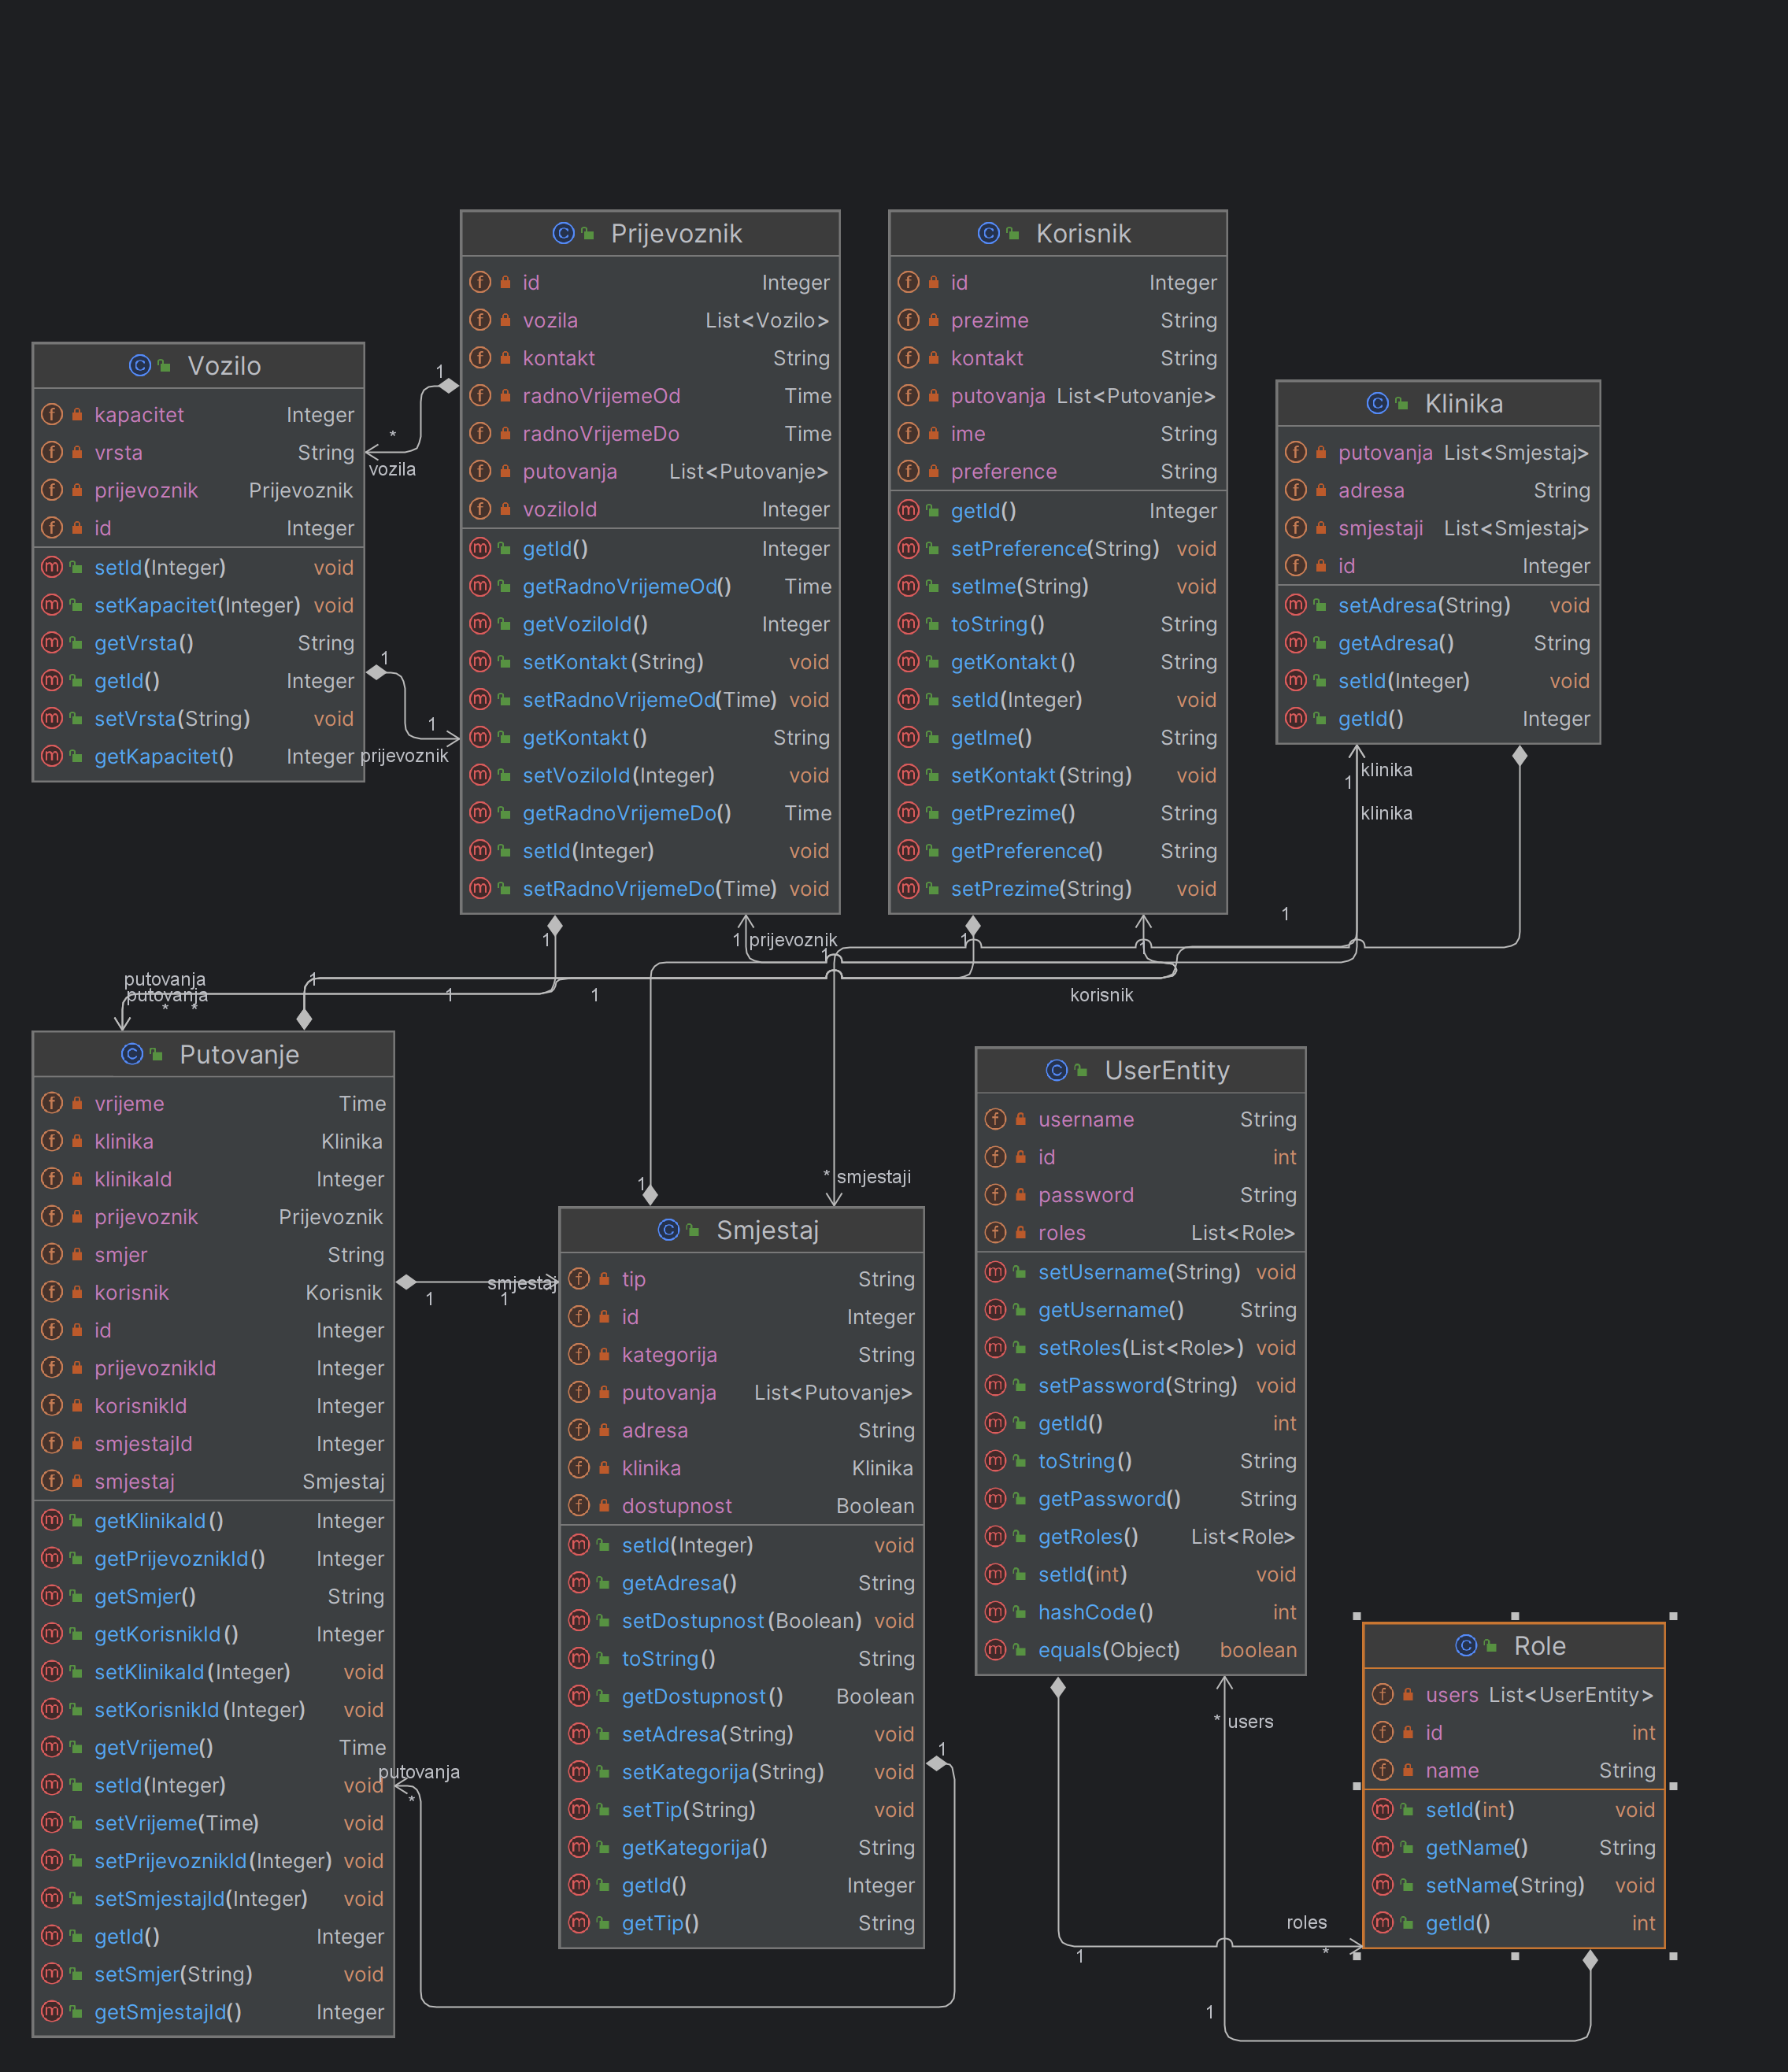 Prijevoznik
id Integer
vozila List<Vozilo>
kontakt String
radnoVrijemeOd Time
radnoVrijemeDo Time
putovanja List<Putovanje>
voziloId Integer
getId() Integer
getRadnoVrijemeOd() Time
getVoziloId() Integer
setKontakt(String) void
setRadnoVrijemeOd(Time) void
getKontakt() String
setVoziloId(Integer) void
getRadnoVrijemeDo() Time
setId(Integer) void
setRadnoVrijemeDo(Time) void
Korisnik
id Integer
prezime String
kontakt String
putovanja List<Putovanje>
ime String
preference String
getId() Integer
setPreference(String) void
setIme(String) void
toString() String
getKontakt() String
setId(Integer) void
getIme() String
setKontakt(String) void
getPrezime() String
getPreference() String
setPrezime(String) void
Vozilo
kapacitet Integer
vrsta String
prijevoznik Prijevoznik
id Integer
setId(Integer) void
setKapacitet(Integer) void
getVrsta() String
getId() Integer
setVrsta(String) void
getKapacitet() Integer
1
*
vozila
1
1
prijevoznik
Klinika
putovanja List<Smjestaj>
adresa String
smjestaji List<Smjestaj>
id Integer
setAdresa(String) void
getAdresa() String
setId(Integer) void
getId() Integer
klinika
1
klinika
1
1
1 prijevoznik
1
1
1
putovanja
putovanja
* *
1
1
1
korisnik
Putovanje
vrijeme Time
klinika Klinika
klinikaId Integer
prijevoznik Prijevoznik
smjer String
korisnik Korisnik
id Integer
prijevoznikId Integer
korisnikId Integer
smjestajId Integer
smjestaj Smjestaj
getKlinikaId() Integer
getPrijevoznikId() Integer
getSmjer() String
getKorisnikId() Integer
setKlinikaId(Integer) void
setKorisnikId(Integer) void
getVrijeme() Time
setId(Integer) void
setVrijeme(Time) void
setPrijevoznikId(Integer) void
setSmjestajId(Integer) void
getId() Integer
setSmjer(String) void
getSmjestajId() Integer
smjestaj
1 1
1
* smjestaji
Smjestaj
tip String
id Integer
kategorija String
putovanja List<Putovanje>
adresa String
klinika Klinika
dostupnost Boolean
setId(Integer) void
getAdresa() String
setDostupnost(Boolean) void
toString() String
getDostupnost() Boolean
setAdresa(String) void
setKategorija(String) void
setTip(String) void
getKategorija() String
getId() Integer
getTip() String
1
putovanja
*
UserEntity
username String
id int
password String
roles List<Role>
setUsername(String) void
getUsername() String
setRoles(List<Role>) void
setPassword(String) void
getId() int
toString() String
getPassword() String
getRoles() List<Role>
setId(int) void
hashCode() int
equals(Object) boolean
* users
Role
users List<UserEntity>
id int
name String
setId(int) void
getName() String
setName(String) void
getId() int
roles
1
*
1